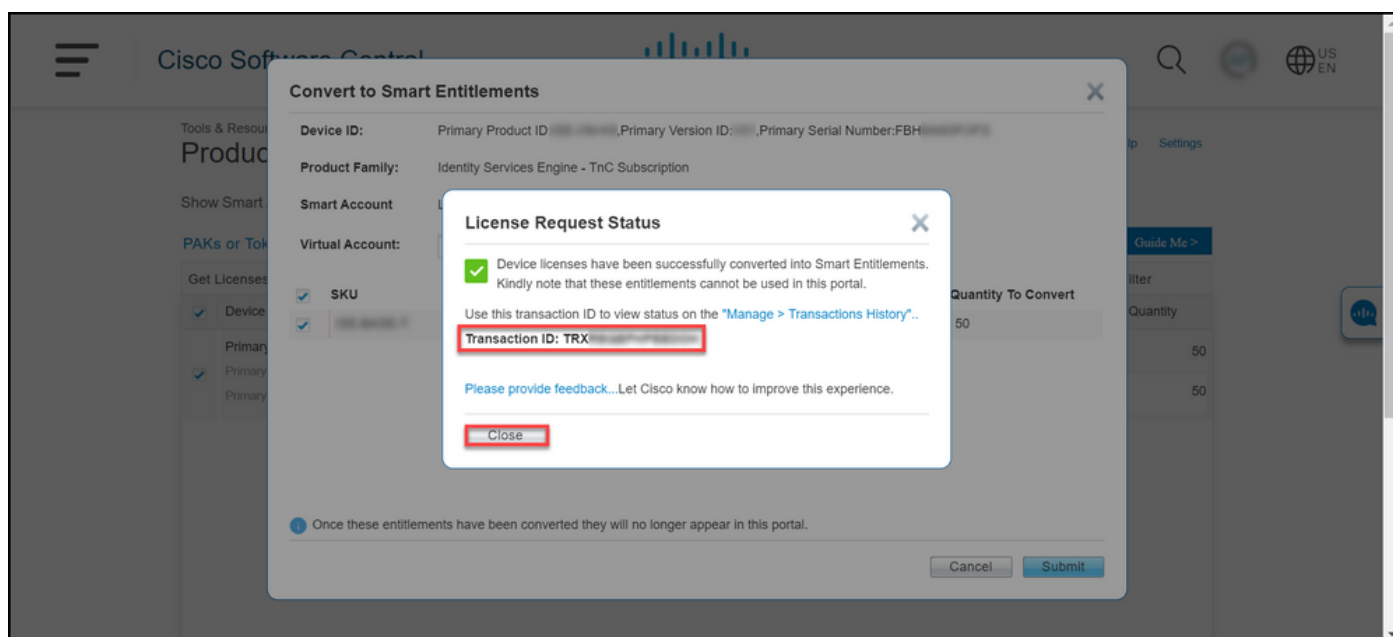 Cisco Software Control
US
EN
Convert to Smart Entitlements
Tools & Resou
Device ID: Primary Product ID ,Primary Version ID: ,Primary Serial Number:FBH
lp Settings
Produc
Product Family: Identity Services Engine - TnC Subscription
Show Smart
Smart Account L
License Request Status
PAKs or Tok
Virtual Account:
Guide Me >
Device licenses have been successfully converted into Smart Entitlements.
Kindly note that these entitlements cannot be used in this portal.
Get Licenses
ilter
SKU
Quantity To Convert
Device
Quantity
Use this transaction ID to view status on the "Manage > Transactions History"..
50
Transaction ID: TRX
Primary
50
Primary
Primary
50
Please provide feedback...Let Cisco know how to improve this experience.
Close
Once these entitlements have been converted they will no longer appear in this portal.
Cancel Submit